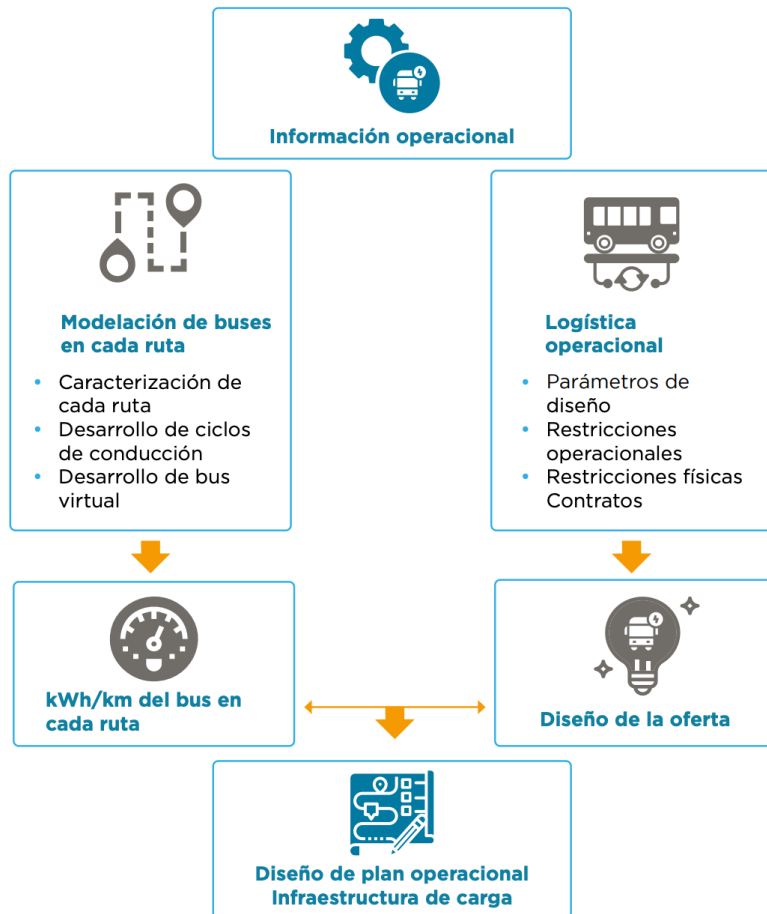 Información operacional
Modelación de buses
en cada ruta
• Caracterización de
cada ruta
• Desarrollo de ciclos
de conducción
• Desarrollo de bus
virtual
Logística
operacional
• Parámetros de
diseño
• Restricciones
operacionales
• Restricciones físicas
Contratos
kWh/km del bus en
cada ruta
Diseño de la oferta
Diseño de plan operacional
Infraestructura de carga